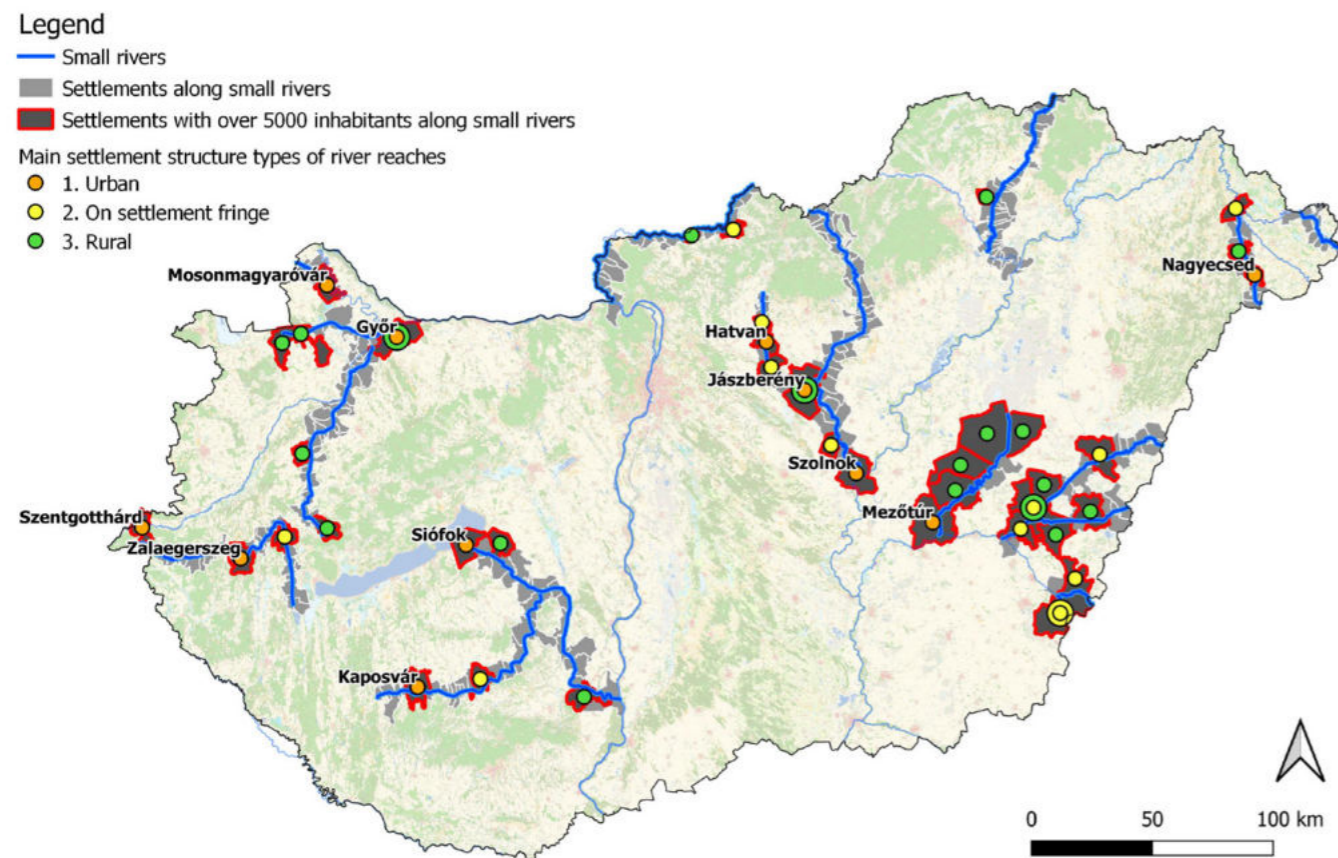 Legend
Small rivers
Settlements along small rivers
Settlements with over 5000 inhabitants along small rivers
Main settlement structure types of river reaches
1. Urban
2. On settlement fringe
3. Rural
Mosonmagyaróvár
Nagyecsed
Győr
Hatvan
Jászberény
Szolnok
Mezőtúr
Szentgotthárd
Siófok
Zalaegerszeg
Kaposvár
0 50 100 km